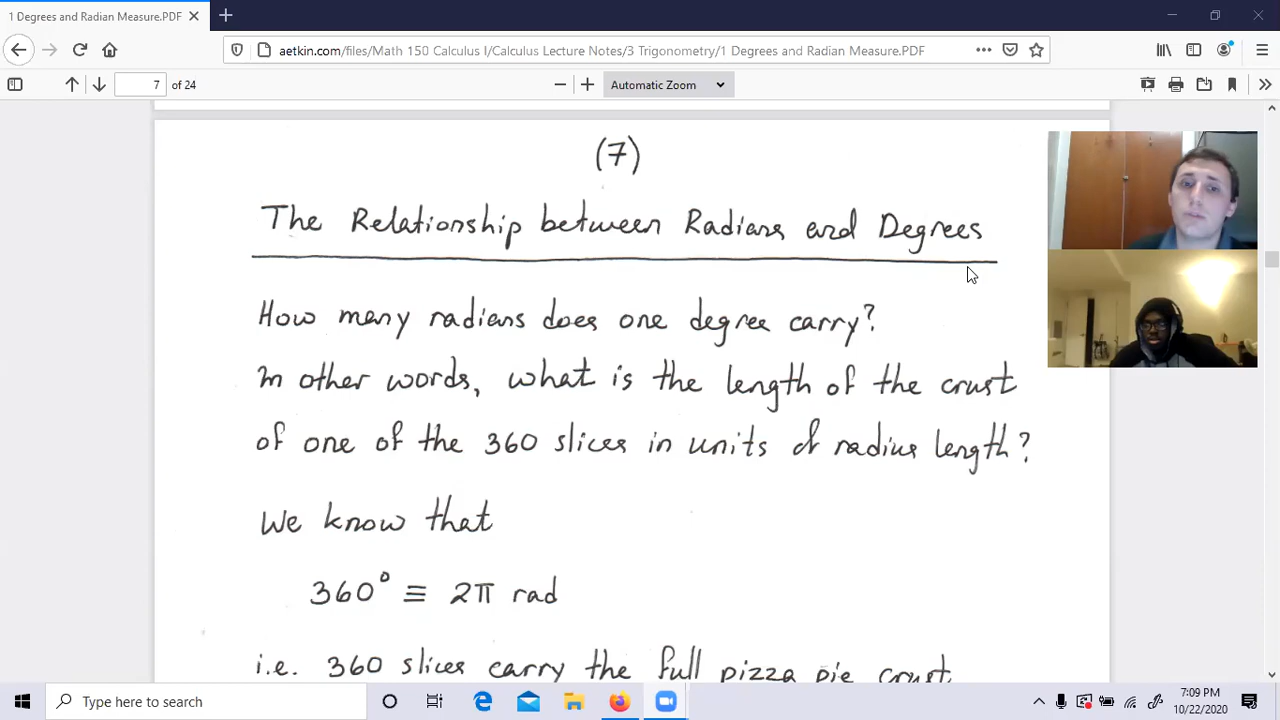 1 Degrees and Radian Measure.PDF
aetkin.com/files/Math 150 Calculus I/Calculus Lecture Notes/3 Trigonometry/1 Degrees and Radian Measure.PDF
7 of 24
Automatic Zoom
(7)
The Relationship between Radians and Degrees
How many radians does one degree carry?
In other words, what is the length of the crust
of one of the 360 slices in units of radius length?
We know that
360° ≡ 2π rad
i.e. 360 slices carry the full pizza pie crust
Type here to search
7:09 PM
10/22/2020